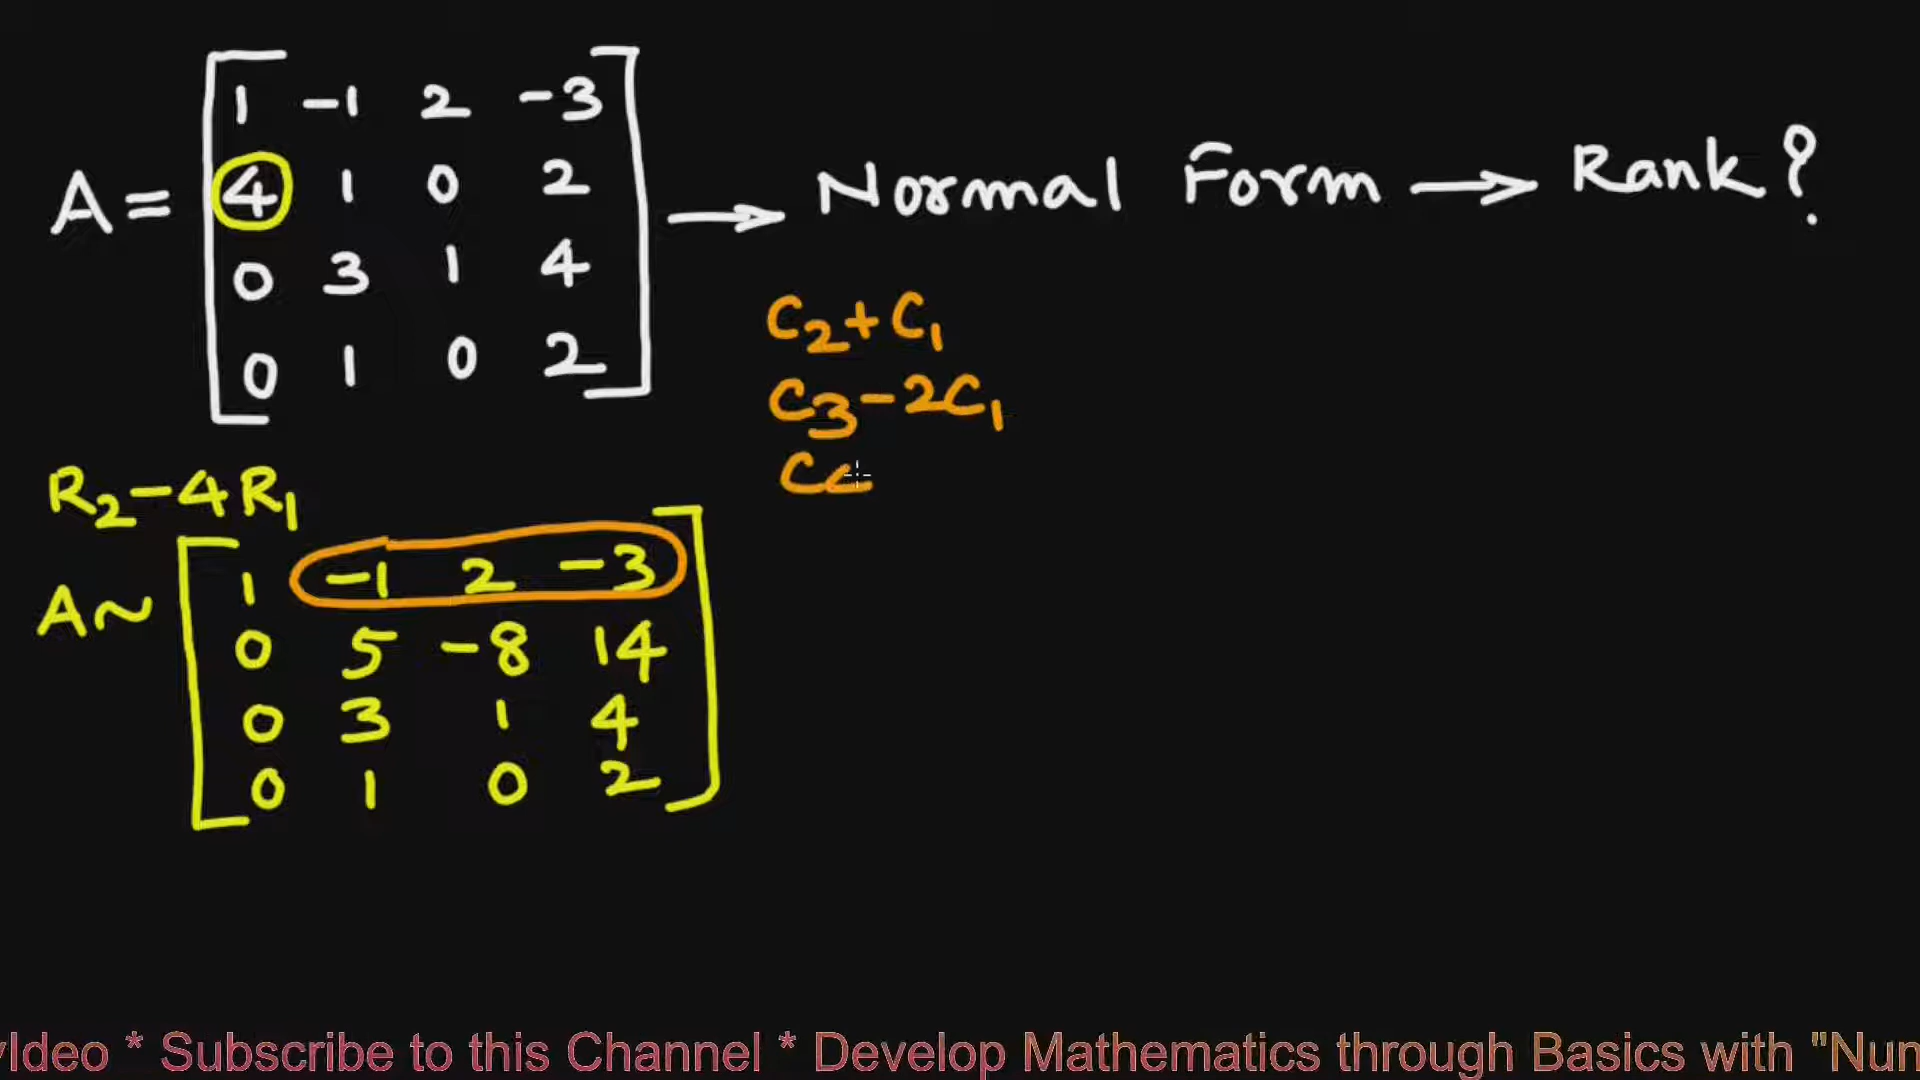 A = [ 1 -1 2 -3
4 1 0 2
0 3 1 4
0 1 0 2 ] → Normal Form → Rank ?
C₂ + C₁
C₃ - 2C₁
C
R₂ - 4R₁
A ~ [ 1 -1 2 -3
0 5 -8 14
0 3 1 4
0 1 0 2 ]
Ideo * Subscribe to this Channel * Develop Mathematics through Basics with "Nun